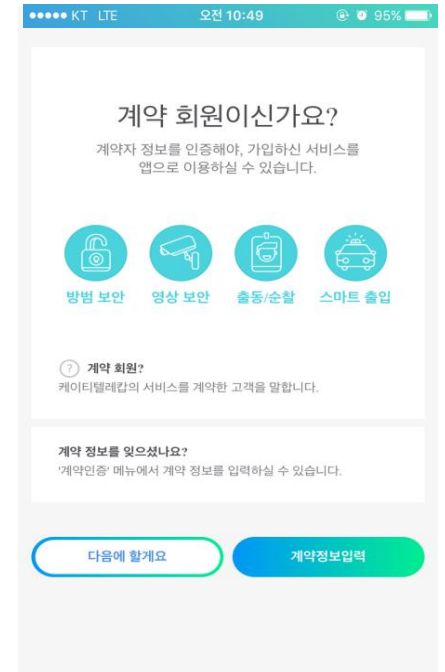 KT LTE 오전 10:49 95%
계약 회원이신가요?
계약자 정보를 인증해야, 가입하신 서비스를
앱으로 이용하실 수 있습니다.
방범 보안 영상 보안 출동/순찰 스마트 출입
? 계약 회원?
케이티텔레캅의 서비스를 계약한 고객을 말합니다.
계약 정보를 잊으셨나요?
'계약인증' 메뉴에서 계약 정보를 입력하실 수 있습니다.
다음에 할게요 계약정보입력